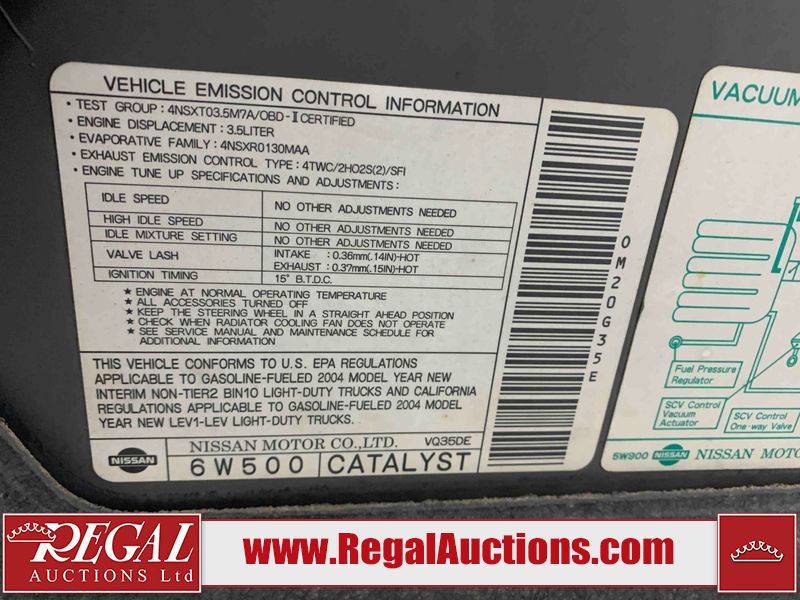 VEHICLE EMISSION CONTROL INFORMATION
• TEST GROUP : 4NSXT03.5M7A/OBD-Ⅱ CERTIFIED
• ENGINE DISPLACEMENT : 3.5LITER
• EVAPORATIVE FAMILY : 4NSXR0130MAA
• EXHAUST EMISSION CONTROL TYPE : 4TWC/2HO2S(2)/SFI
• ENGINE TUNE UP SPECIFICATIONS AND ADJUSTMENTS
IDLE SPEED NO OTHER ADJUSTMENTS NEEDED
HIGH IDLE SPEED NO OTHER ADJUSTMENTS NEEDED
IDLE MIXTURE SETTING NO OTHER ADJUSTMENTS NEEDED
VALVE LASH INTAKE : 0.36mm(.14IN)-HOT
EXHAUST : 0.37mm(.15IN)-HOT
IGNITION TIMING 15° B.T.D.C.
★ ENGINE AT NORMAL OPERATING TEMPERATURE
★ ALL ACCESSORIES TURNED OFF
★ KEEP THE STEERING WHEEL IN A STRAIGHT AHEAD POSITION
★ CHECK WHEN RADIATOR COOLING FAN DOES NOT OPERATE
★ SEE SERVICE MANUAL AND MAINTENANCE SCHEDULE FOR
ADDITIONAL INFORMATION
THIS VEHICLE CONFORMS TO U.S. EPA REGULATIONS
APPLICABLE TO GASOLINE-FUELED 2004 MODEL YEAR NEW
INTERIM NON-TIER2 BIN10 LIGHT-DUTY TRUCKS AND CALIFORNIA
REGULATIONS APPLICABLE TO GASOLINE-FUELED 2004 MODEL
YEAR NEW LEV1-LEV LIGHT-DUTY TRUCKS.
NISSAN NISSAN MOTOR CO.,LTD. VQ35DE
6W500 CATALYST
0M20G35E
VACUUM
Fuel Pressure
Regulator
SCV Control
Vacuum
Actuator
SCV Control
One-way Valve
5W900 NISSAN NISSAN MOTOR
REGAL
AUCTIONS Ltd
www.RegalAuctions.com